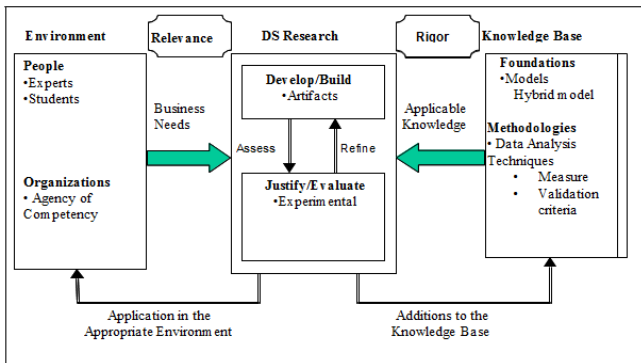 Environment
Relevance
DS Research
Rigor
Knowledge Base
People
•Experts
•Students
Organizations
• Agency of
Competency
Business
Needs
Develop/Build
•Artifacts
Assess
Refine
Justify/Evaluate
•Experimental
Applicable
Knowledge
Foundations
•Models
Hybrid model
Methodologies
• Data Analysis
Techniques
• Measure
• Validation
criteria
Application in the
Appropriate Environment
Additions to the
Knowledge Base